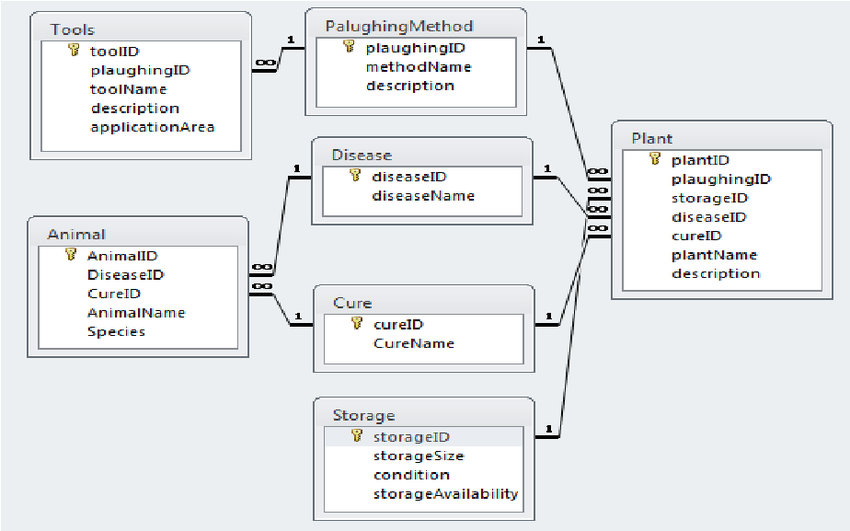 Tools
toolID
plaughingID
toolName
description
applicationArea
1
∞
PalughingMethod
plaughingID
methodName
description
1
Disease
diseaseID
diseaseName
1
1
Animal
AnimalID
DiseaseID
CureID
AnimalName
Species
∞
∞
Cure
cureID
CureName
1
1
Storage
storageID
storageSize
condition
storageAvailability
1
Plant
plantID
plaughingID
storageID
diseaseID
cureID
plantName
description
∞
∞
∞
∞